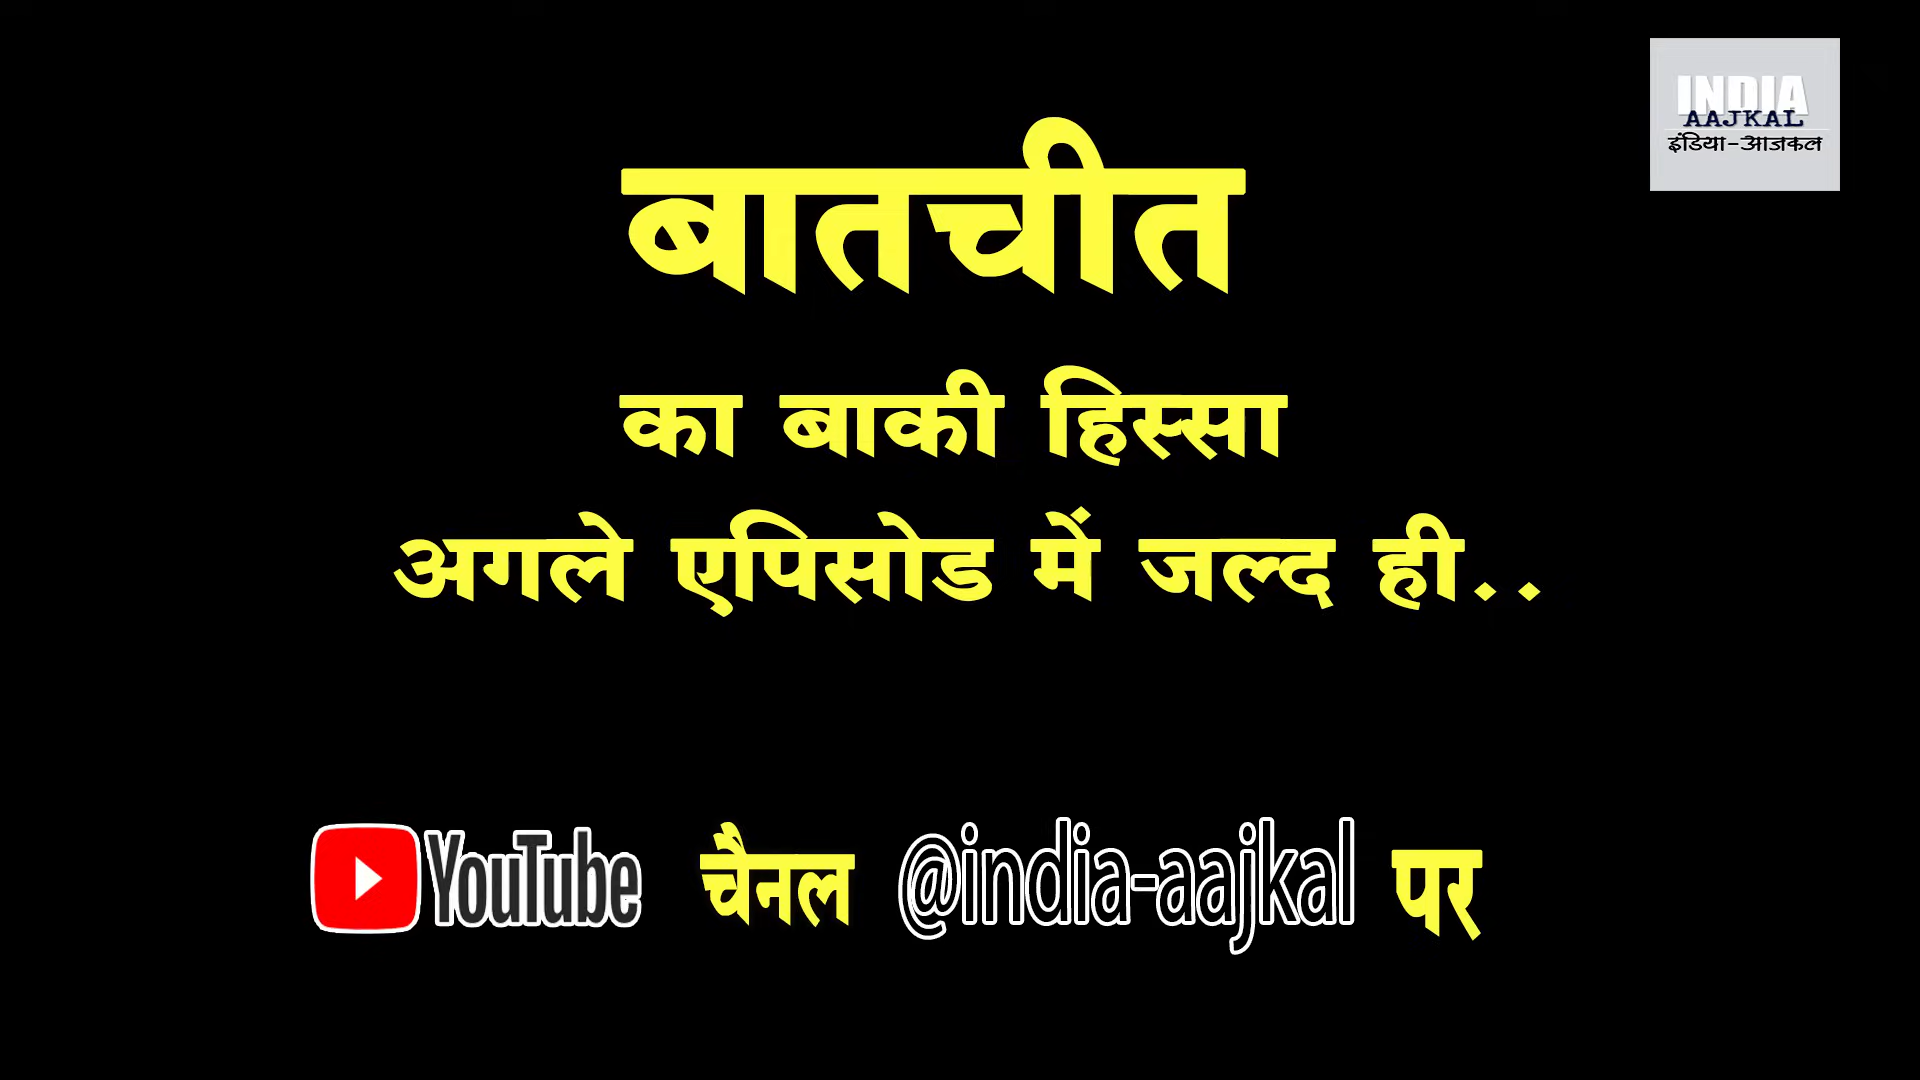 INDIA
AAJKAL
इंडिया-आजकल
बातचीत
का बाकी हिस्सा
अगले एपिसोड में जल्द ही..
YouTube चैनल @india-aajkal पर